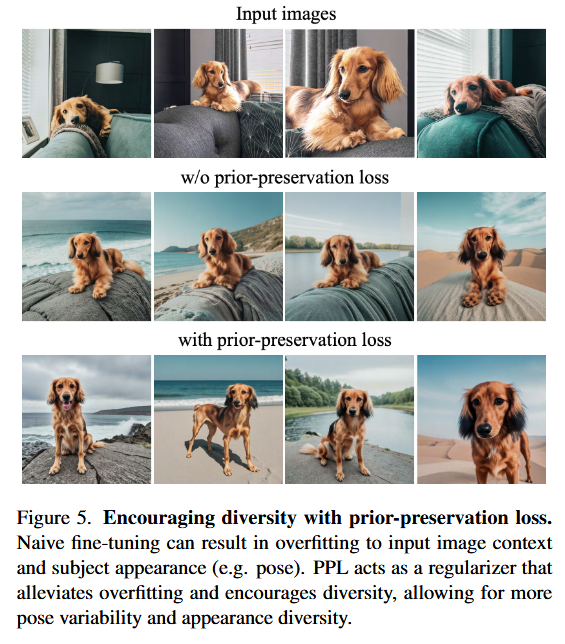 Input images
w/o prior-preservation loss
with prior-preservation loss
Figure 5. Encouraging diversity with prior-preservation loss.
Naive fine-tuning can result in overfitting to input image context
and subject appearance (e.g. pose). PPL acts as a regularizer that
alleviates overfitting and encourages diversity, allowing for more
pose variability and appearance diversity.